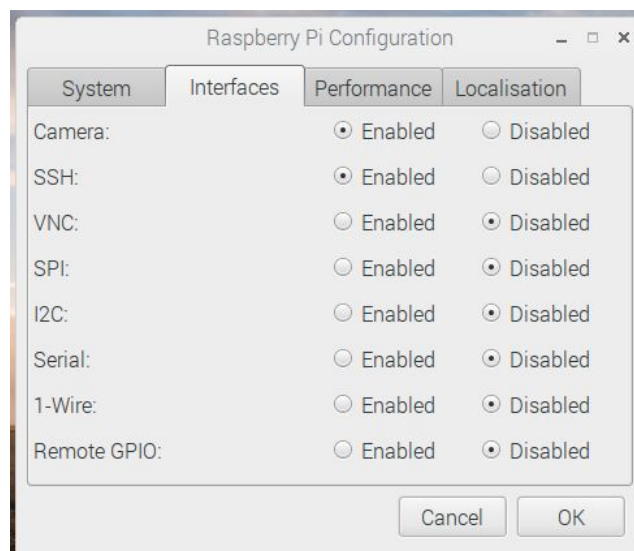 Raspberry Pi Configuration
System Interfaces Performance Localisation
Camera: Enabled Disabled
SSH: Enabled Disabled
VNC: Enabled Disabled
SPI: Enabled Disabled
I2C: Enabled Disabled
Serial: Enabled Disabled
1-Wire: Enabled Disabled
Remote GPIO: Enabled Disabled
Cancel OK